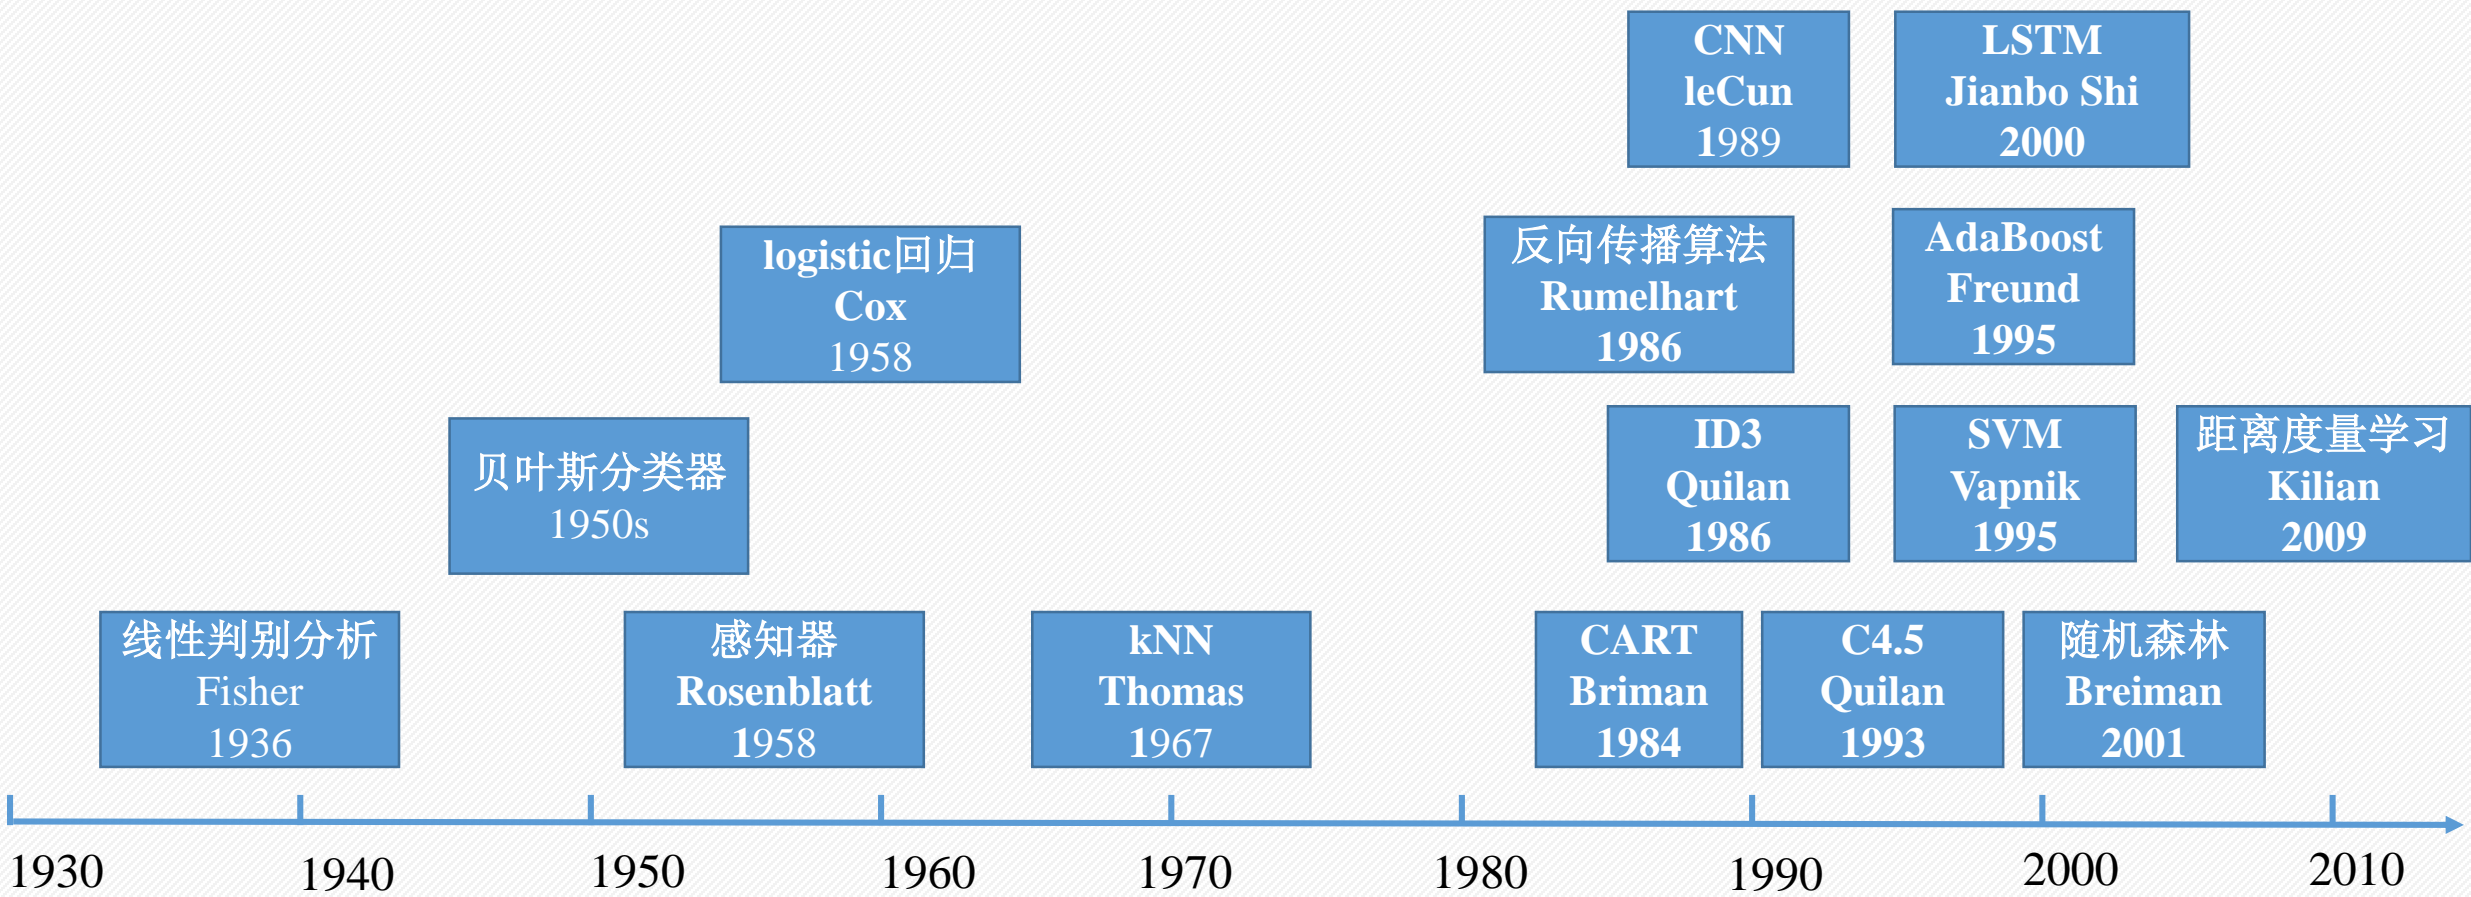 CNN
leCun
1989
LSTM
Jianbo Shi
2000
logistic回归
Cox
1958
反向传播算法
Rumelhart
1986
AdaBoost
Freund
1995
贝叶斯分类器
1950s
ID3
Quilan
1986
SVM
Vapnik
1995
距离度量学习
Kilian
2009
线性判别分析
Fisher
1936
感知器
Rosenblatt
1958
kNN
Thomas
1967
CART
Briman
1984
C4.5
Quilan
1993
随机森林
Breiman
2001
1930
1940
1950
1960
1970
1980
1990
2000
2010